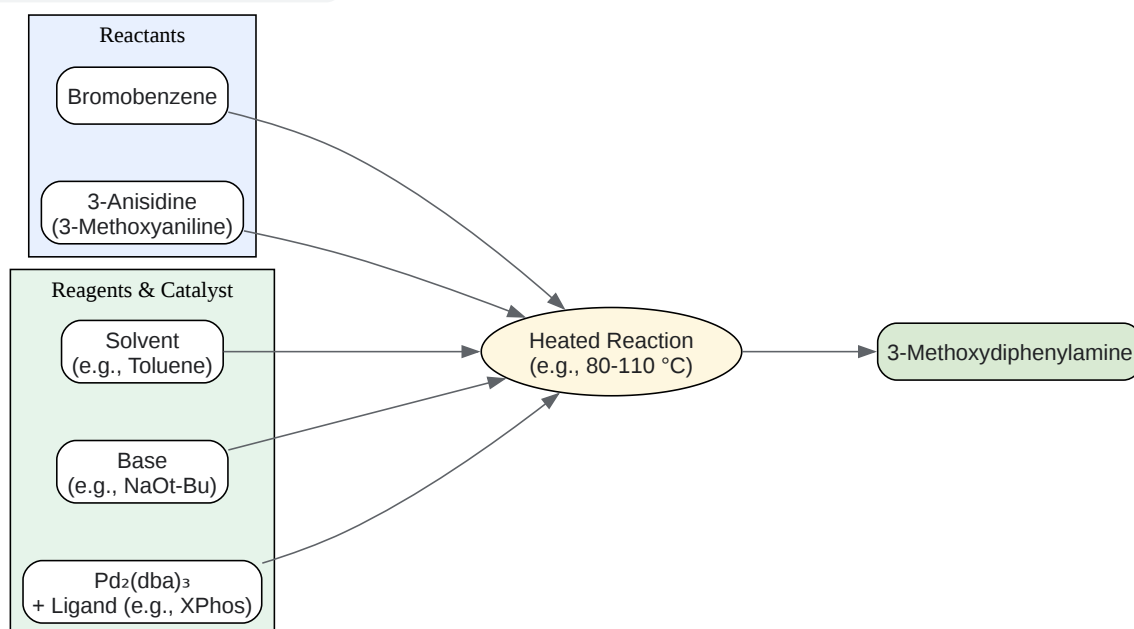 Reactants
Bromobenzene
3-Anisidine
(3-Methoxyaniline)
Reagents & Catalyst
Solvent
(e.g., Toluene)
Base
(e.g., NaOt-Bu)
Pd₂(dba)₃
+ Ligand (e.g., XPhos)
Heated Reaction
(e.g., 80-110 °C)
3-Methoxydiphenylamine